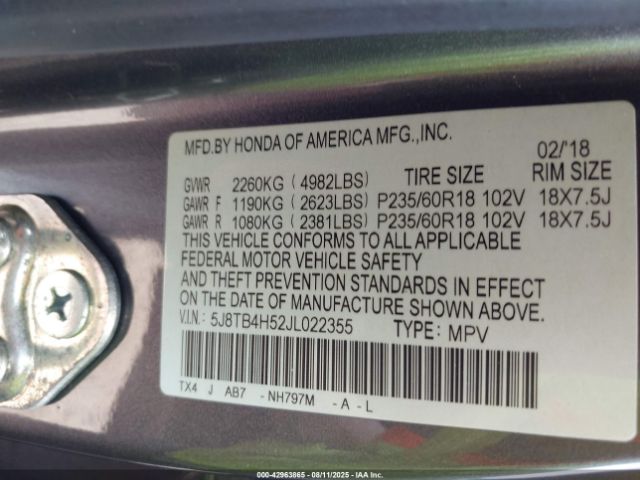 MFD.BY HONDA OF AMERICA MFG.,INC.
02/'18
GVWR 2260KG (4982LBS) TIRE SIZE RIM SIZE
GAWR F 1190KG (2623LBS) P235/60R18 102V 18X7.5J
GAWR R 1080KG (2381LBS) P235/60R18 102V 18X7.5J
THIS VEHICLE CONFORMS TO ALL APPLICABLE
FEDERAL MOTOR VEHICLE SAFETY
AND THEFT PREVENTION STANDARDS IN EFFECT
ON THE DATE OF MANUFACTURE SHOWN ABOVE.
V.I.N.: 5J8TB4H52JL022355 TYPE: MPV
TX4 J AB7 -NH797M -A-L
00-42963865 - 08/11/2025 - IAA Inc.